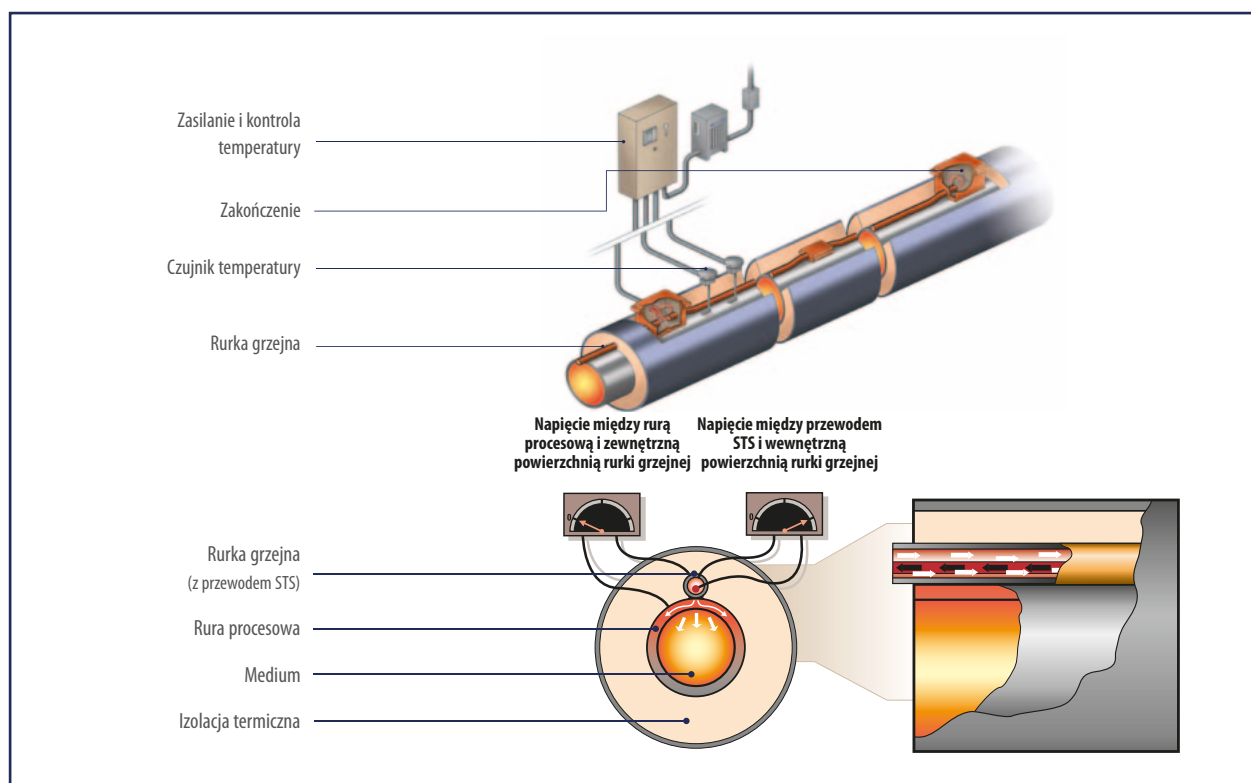 Zasilanie i kontrola
temperatury
Zakończenie
Czujnik temperatury
Rurka grzejna
Napięcie między rurą
procesową i zewnętrzną
powierzchnią rurki grzejnej
Napięcie między przewodem
STS i wewnętrzną
powierzchnią rurki grzejnej
0
0
Rurka grzejna
(z przewodem STS)
Rura procesowa
Medium
Izolacja termiczna